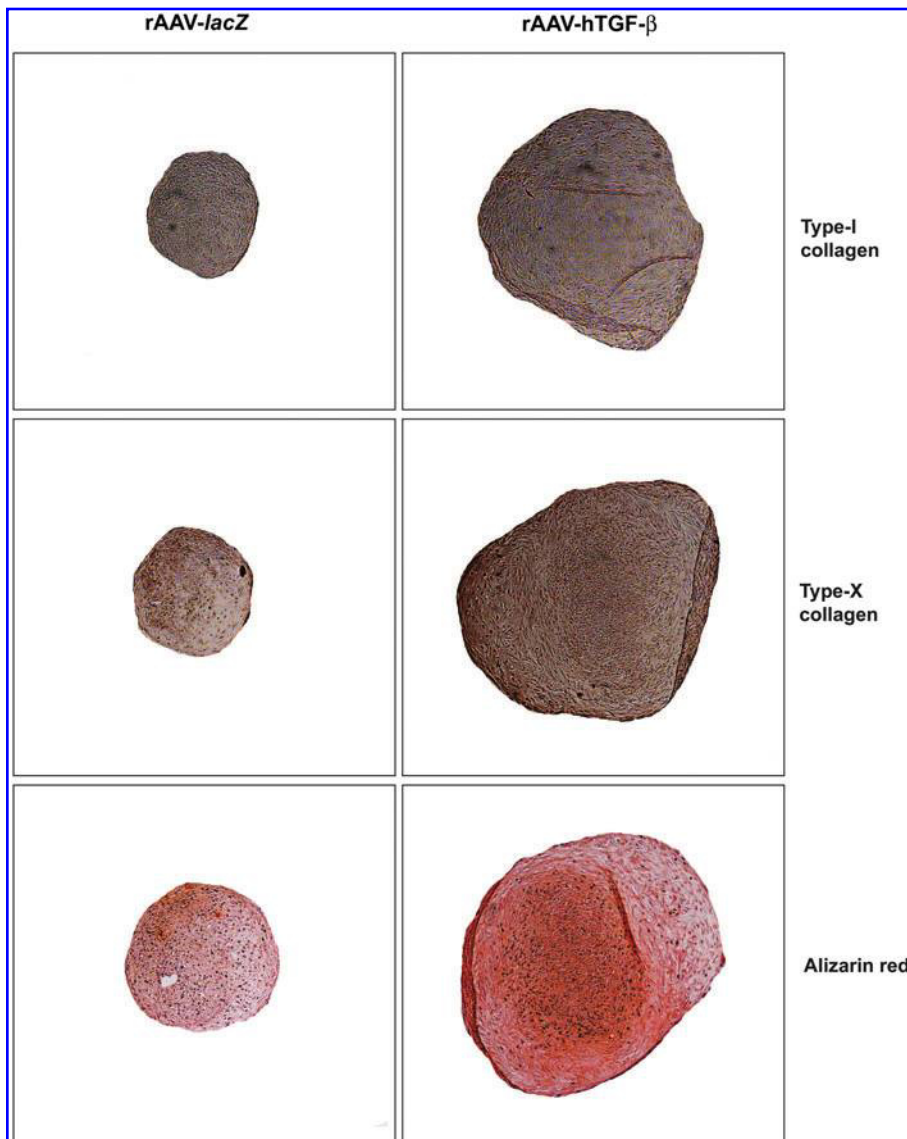 rAAV-lacZ
rAAV-hTGF-β
Type-I
collagen
Type-X
collagen
Alizarin red